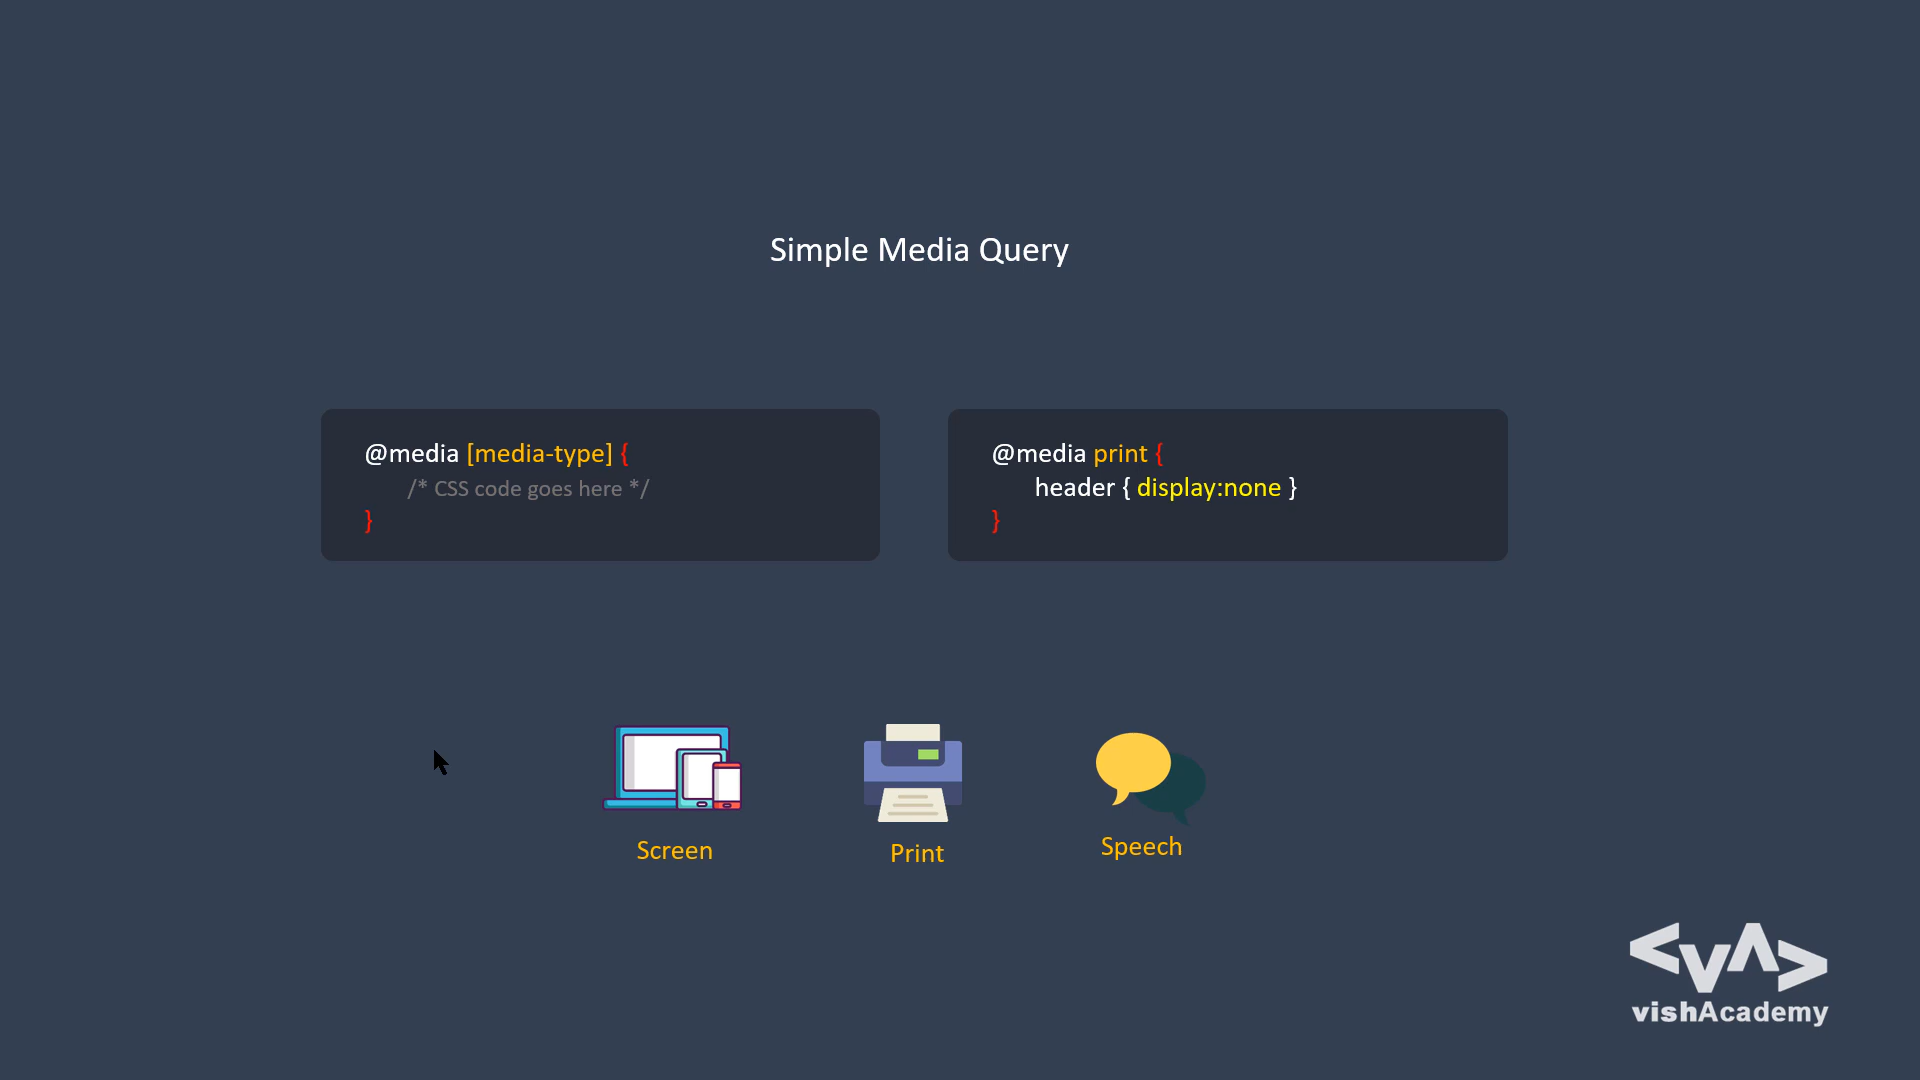 Simple Media Query
@media [media-type] {
/* CSS code goes here */
}
@media print {
header { display:none }
}
Screen
Print
Speech
<VA>
vishAcademy